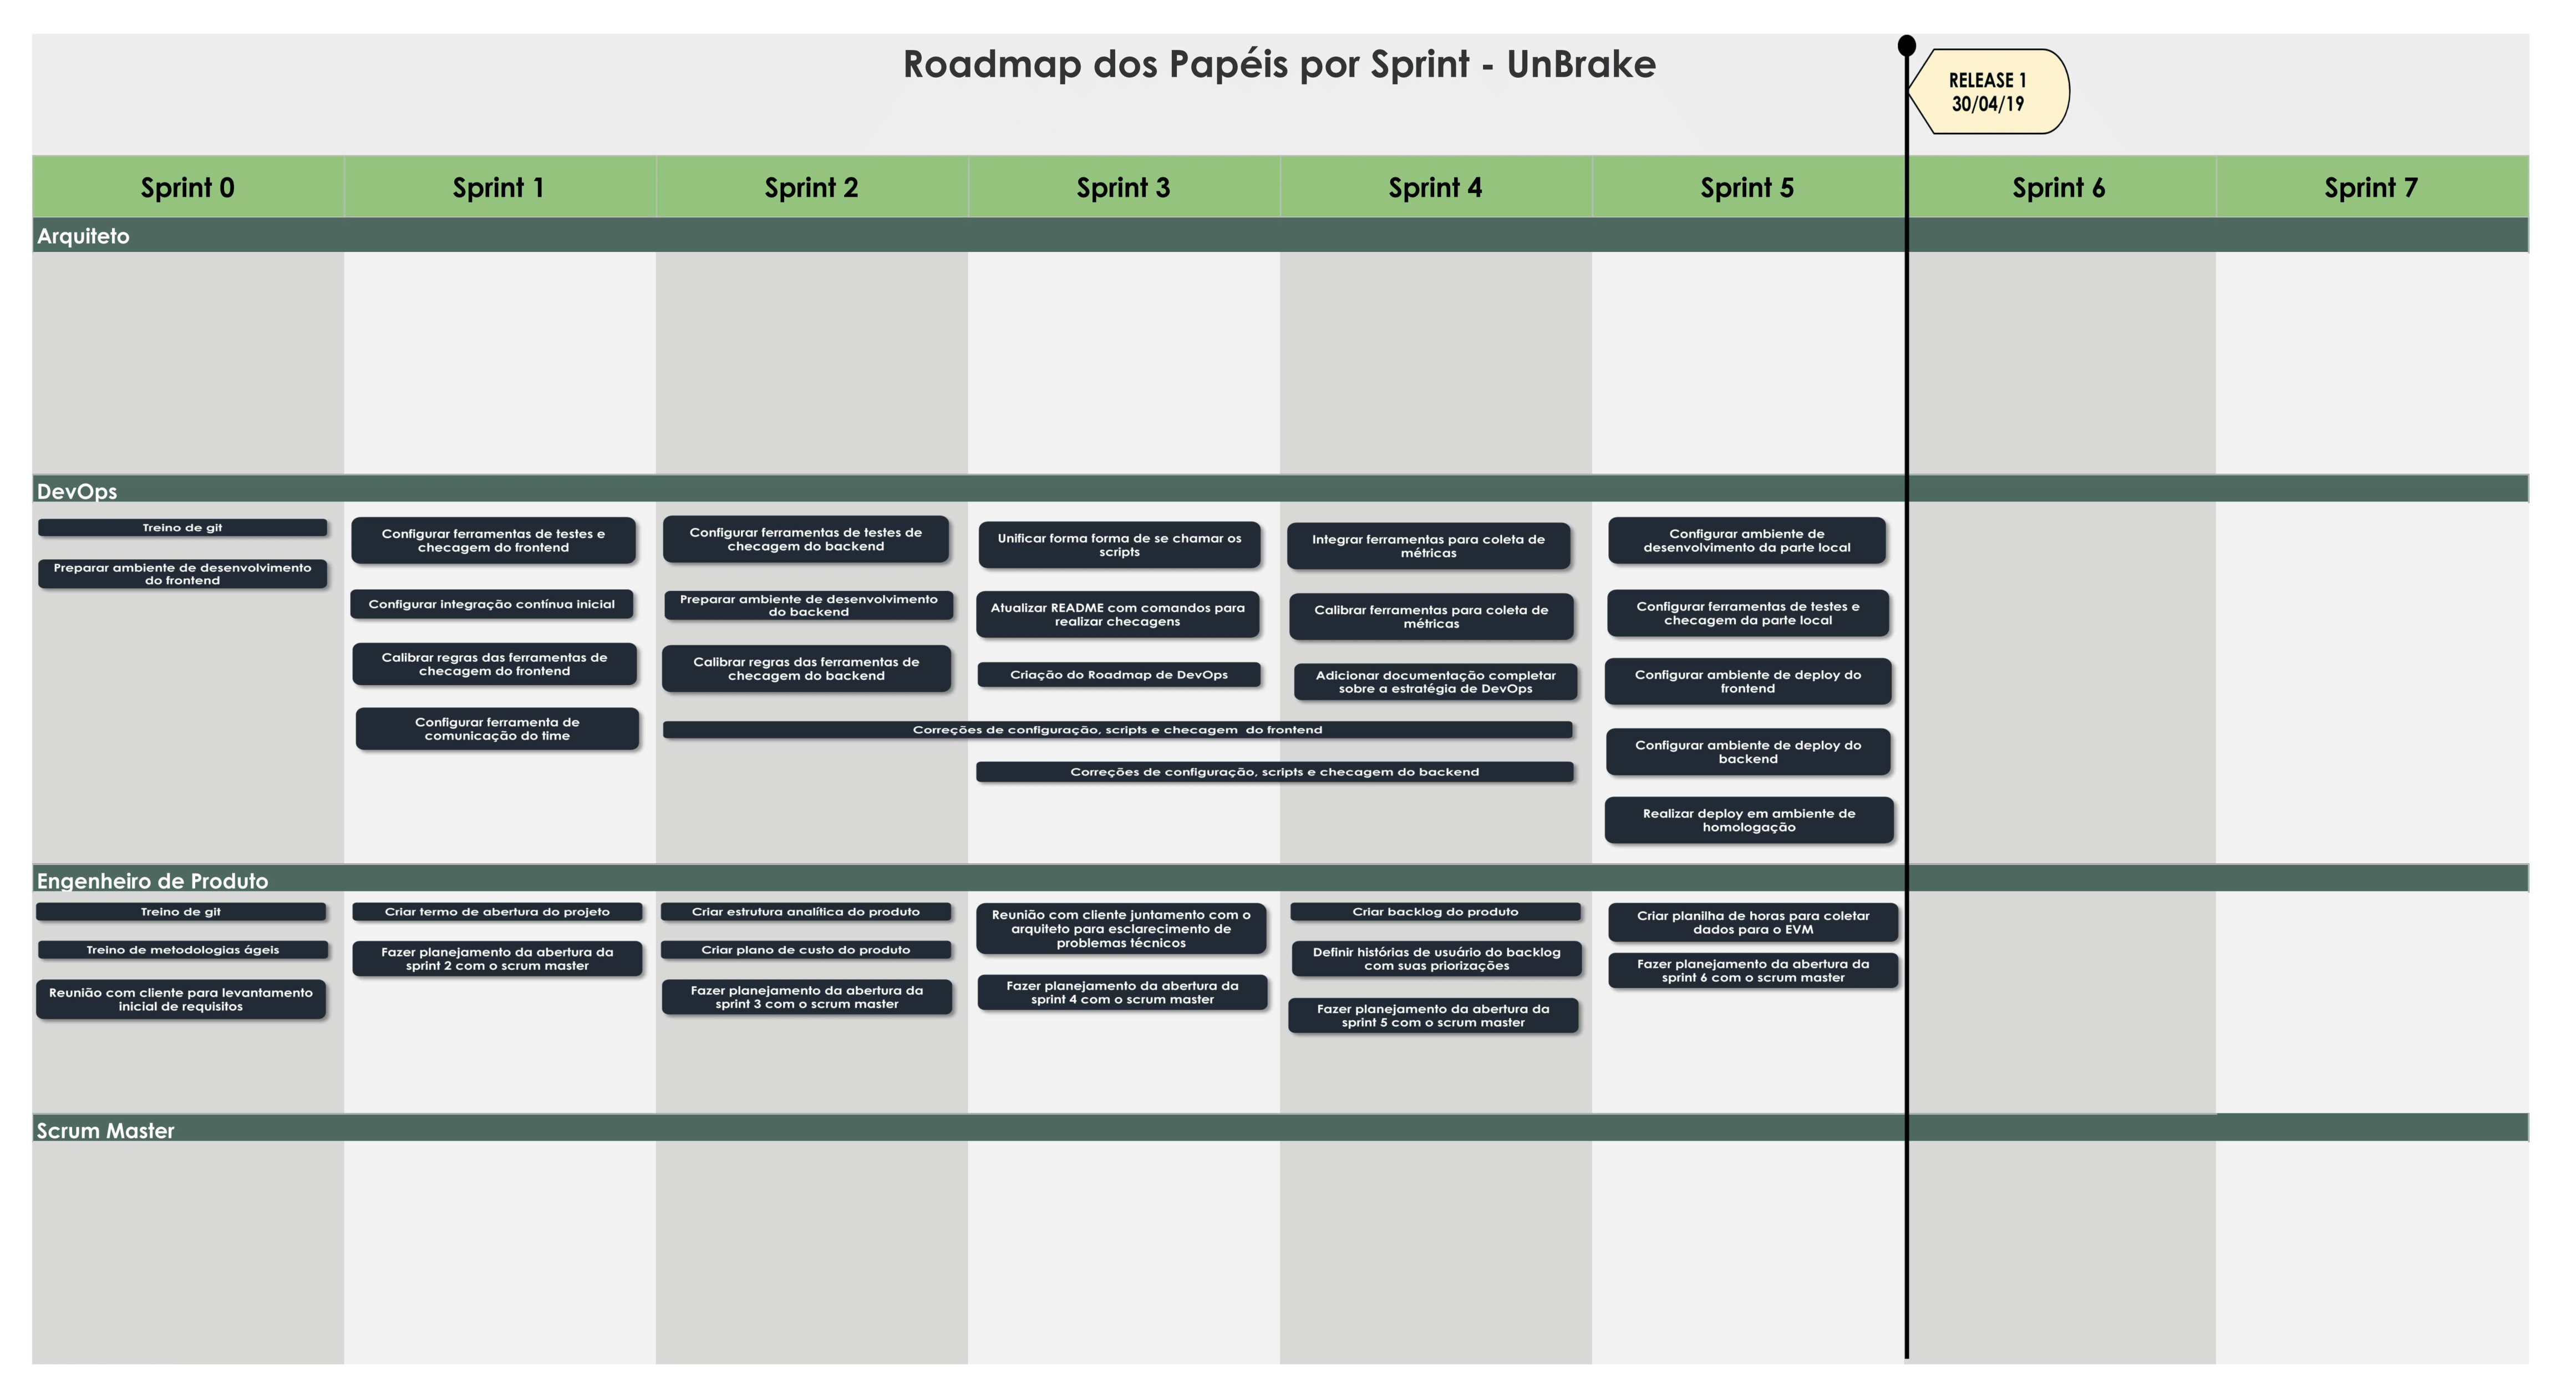 Roadmap dos Papéis por Sprint - UnBrake
RELEASE 1
30/04/19
Sprint 0
Sprint 1
Sprint 2
Sprint 3
Sprint 4
Sprint 5
Sprint 6
Sprint 7
Arquiteto
DevOps
Treino de git
Preparar ambiente de desenvolvimento
do frontend
Configurar ferramentas de testes e
checagem do frontend
Configurar integração contínua inicial
Calibrar regras das ferramentas de
checagem do frontend
Configurar ferramenta de
comunicação do time
Configurar ferramentas de testes de
checagem do backend
Preparar ambiente de desenvolvimento
do backend
Calibrar regras das ferramentas de
checagem do backend
Correções de configuração, scripts e checagem  do frontend
Unificar forma forma de se chamar os
scripts
Atualizar README com comandos para
realizar checagens
Criação do Roadmap de DevOps
Correções de configuração, scripts e checagem do backend
Integrar ferramentas para coleta de
métricas
Calibrar ferramentas para coleta de
métricas
Adicionar documentação completar
sobre a estratégia de DevOps
Configurar ambiente de
desenvolvimento da parte local
Configurar ferramentas de testes e
checagem da parte local
Configurar ambiente de deploy do
frontend
Configurar ambiente de deploy do
backend
Realizar deploy em ambiente de
homologação
Engenheiro de Produto
Treino de git
Treino de metodologias ágeis
Reunião com cliente para levantamento
inicial de requisitos
Criar termo de abertura do projeto
Fazer planejamento da abertura da
sprint 2 com o scrum master
Criar estrutura analítica do produto
Criar plano de custo do produto
Fazer planejamento da abertura da
sprint 3 com o scrum master
Reunião com cliente juntamento com o
arquiteto para esclarecimento de
problemas técnicos
Fazer planejamento da abertura da
sprint 4 com o scrum master
Criar backlog do produto
Definir histórias de usuário do backlog
com suas priorizações
Fazer planejamento da abertura da
sprint 5 com o scrum master
Criar planilha de horas para coletar
dados para o EVM
Fazer planejamento da abertura da
sprint 6 com o scrum master
Scrum Master